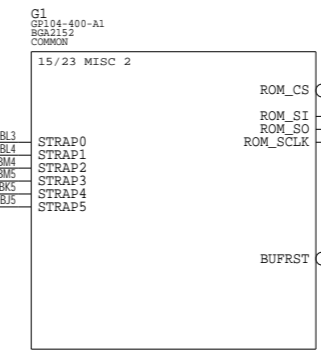 G1
GP104-400-A1
BGA2152
COMMON
15/23 MISC 2
ROM_CS
ROM_SI
ROM_SO
ROM_SCLK
BL3 STRAP0
BL4 STRAP1
BM4 STRAP2
BM5 STRAP3
BK5 STRAP4
BJ5 STRAP5
BUFRST